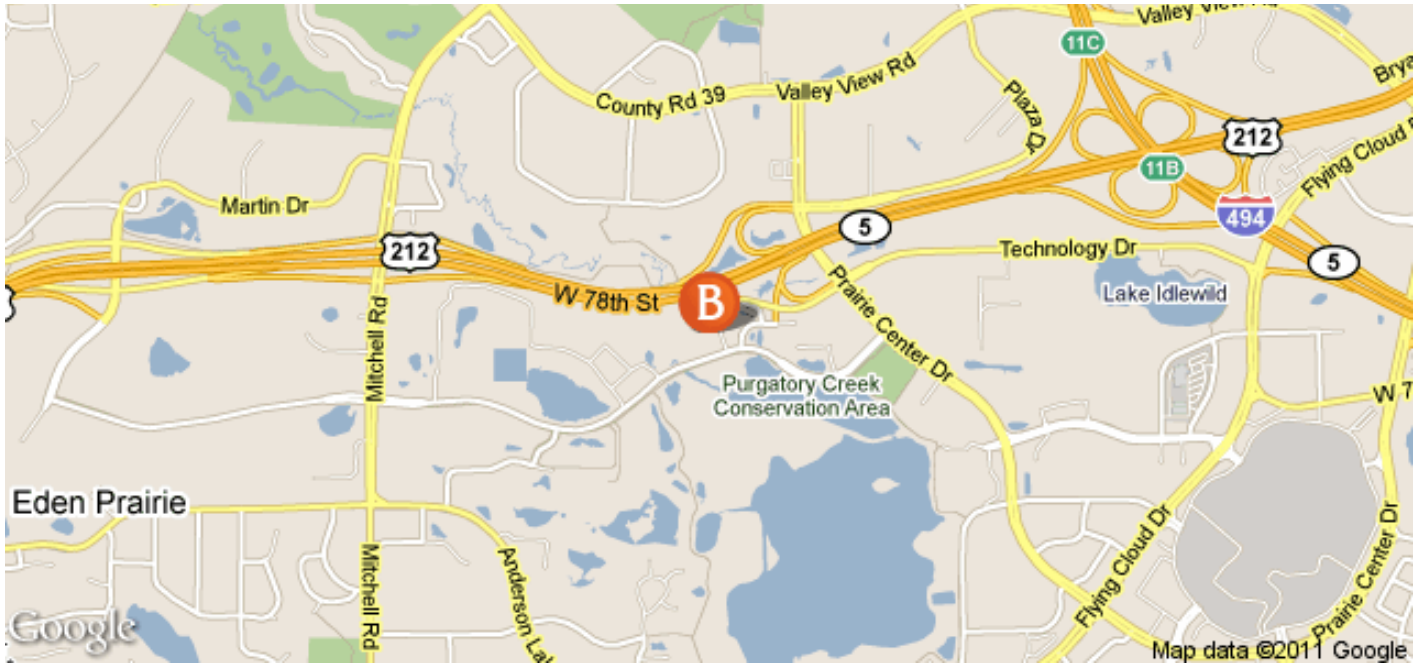 Valley View Rd
11C
County Rd 39
Valley View Rd
Plaza Dr
Brya
212
11B
Flying Cloud
Martin Dr
494
5
212
Technology Dr
5
W 78th St
B
Lake Idlewild
Mitchell Rd
Prairie Center Dr
Purgatory Creek
Conservation Area
W 7
Eden Prairie
Mitchell Rd
Anderson Lak
Flying Cloud Dr
Prairie Center Dr
Google
Map data ©2011 Google